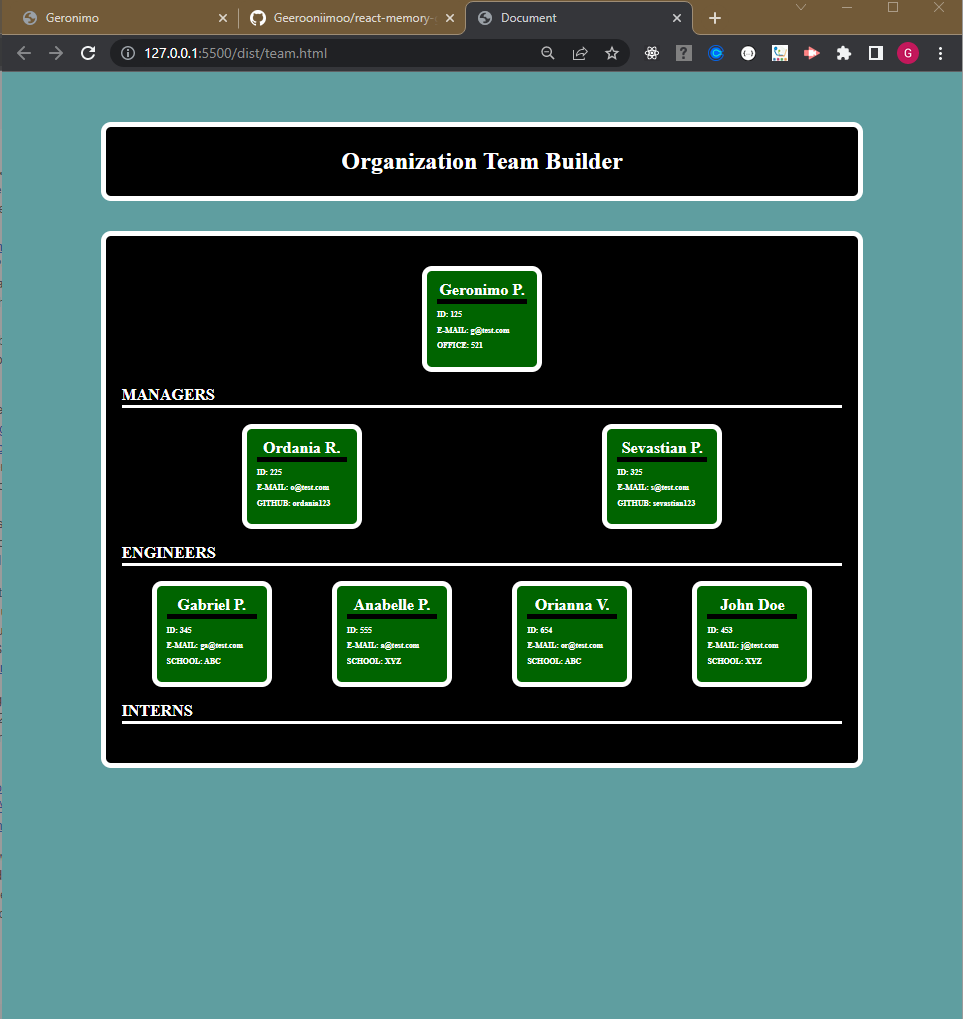 Geronimo
Geerooniimoo/react-memory-
Document
127.0.0.1:5500/dist/team.html
G
Organization Team Builder
Geronimo P.
ID: 125
E-MAIL: g@test.com
OFFICE: 521
MANAGERS
Ordania R.
ID: 225
E-MAIL: o@test.com
GITHUB: ordania123
Sevastian P.
ID: 325
E-MAIL: s@test.com
GITHUB: sevastian123
ENGINEERS
Gabriel P.
ID: 345
E-MAIL: ga@test.com
SCHOOL: ABC
Anabelle P.
ID: 555
E-MAIL: a@test.com
SCHOOL: XYZ
Orianna V.
ID: 654
E-MAIL: or@test.com
SCHOOL: ABC
John Doe
ID: 453
E-MAIL: j@test.com
SCHOOL: XYZ
INTERNS